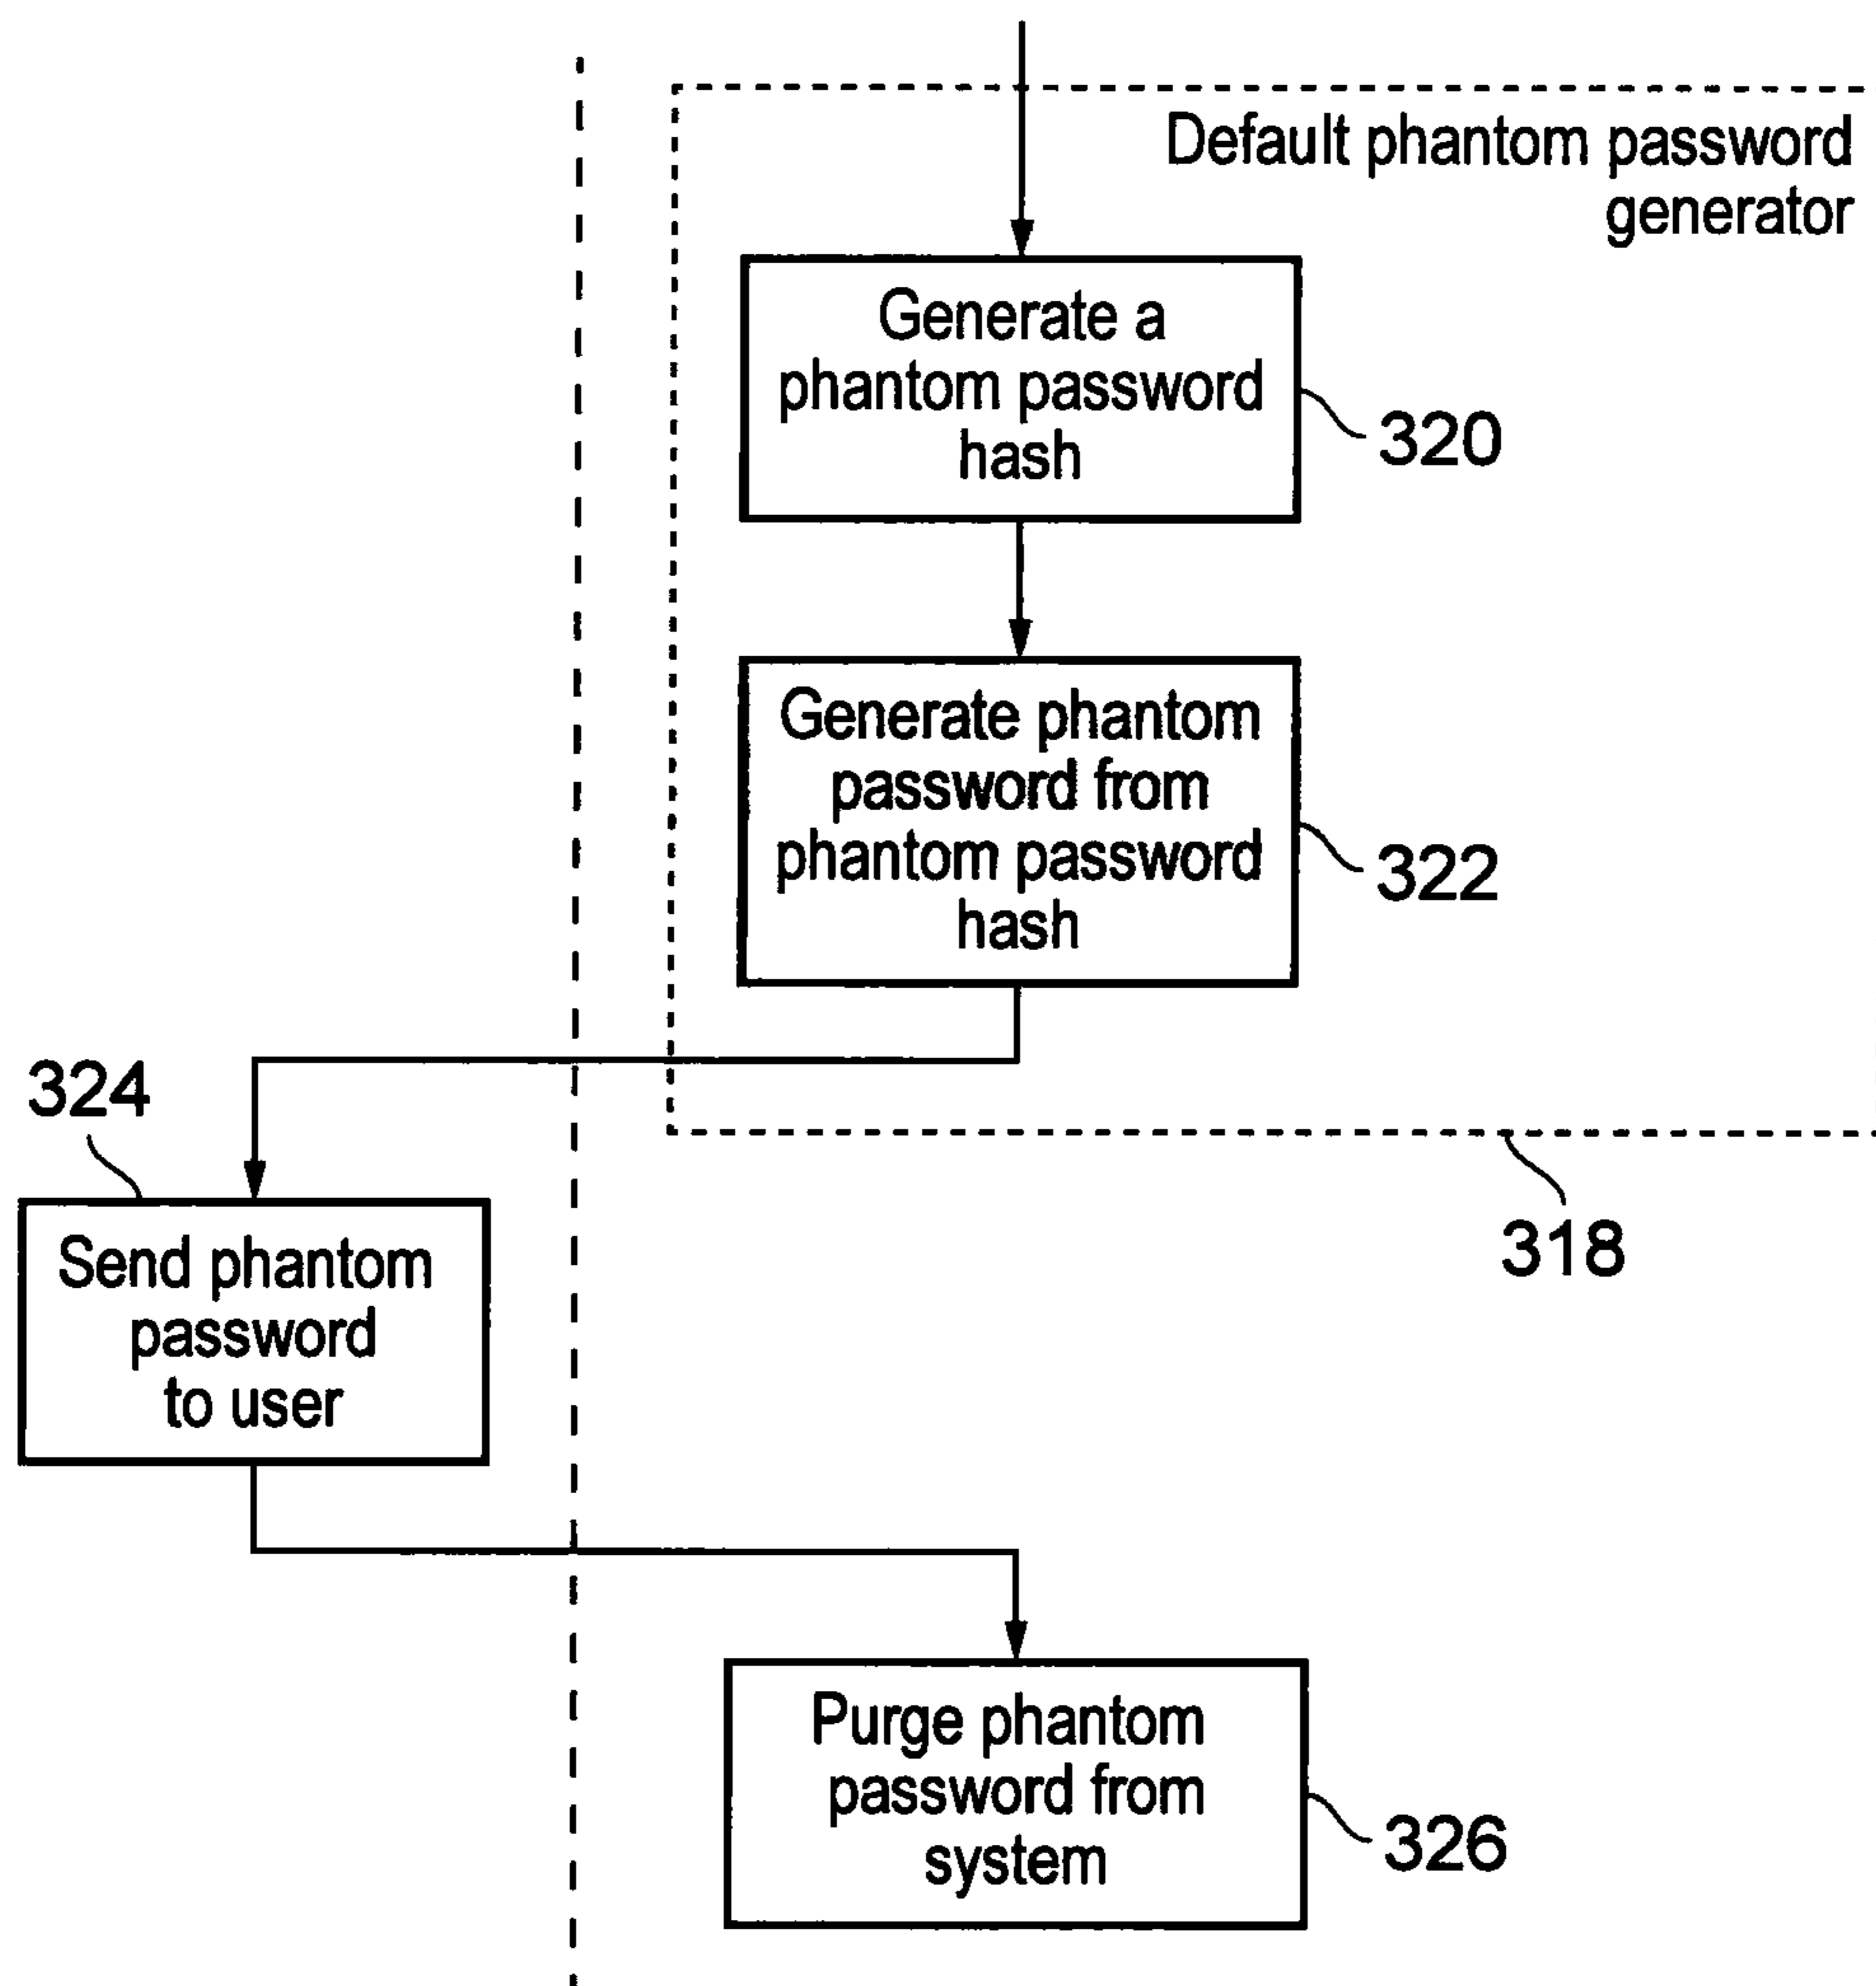 Default phantom password
generator
Generate a
phantom password
hash
320
Generate phantom
password from
phantom password
hash
322
324
Send phantom
password
to user
318
Purge phantom
password from
system
326